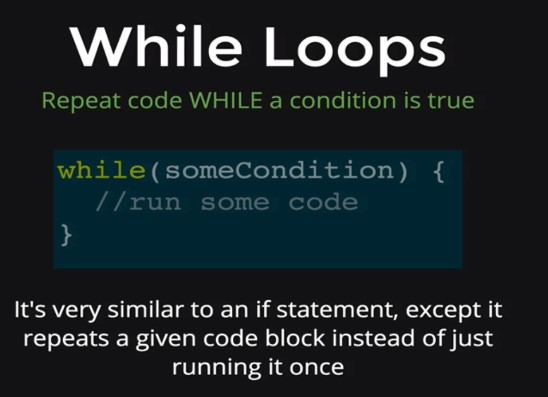 While Loops
Repeat code WHILE a condition is true
while(someCondition) {
//run some code
}
It's very similar to an if statement, except it
repeats a given code block instead of just
running it once